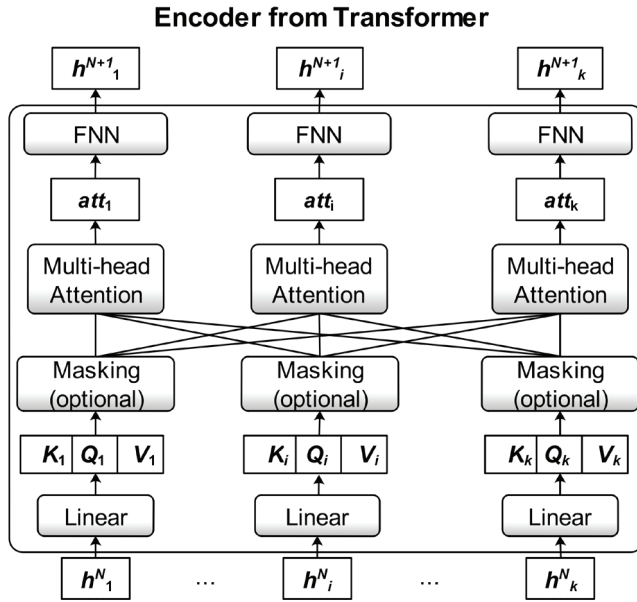 Encoder from Transformer
h^{N+1}_1 h^{N+1}_i h^{N+1}_k
FNN FNN FNN
att_1 att_i att_k
Multi-head Multi-head Multi-head
Attention Attention Attention
Masking Masking Masking
(optional) (optional) (optional)
K_1 Q_1 V_1 K_i Q_i V_i K_k Q_k V_k
Linear Linear Linear
h^N_1 ... h^N_i ... h^N_k